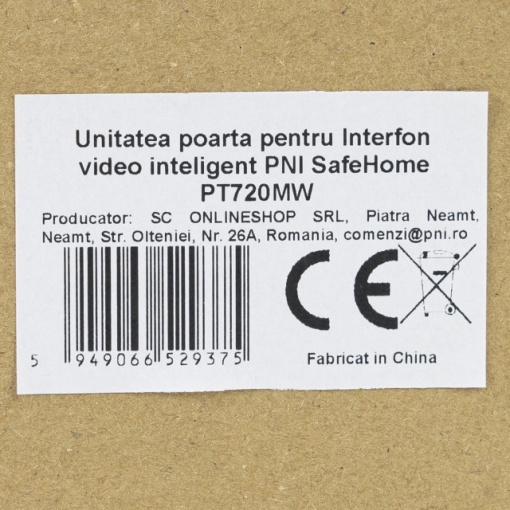 Unitatea poarta pentru Interfon
video inteligent PNI SafeHome
PT720MW
Producator: SC ONLINESHOP SRL, Piatra Neamt,
Neamt, Str. Olteniei, Nr. 26A, Romania, comenzi@pni.ro
CE
5 949066 529375
Fabricat in China